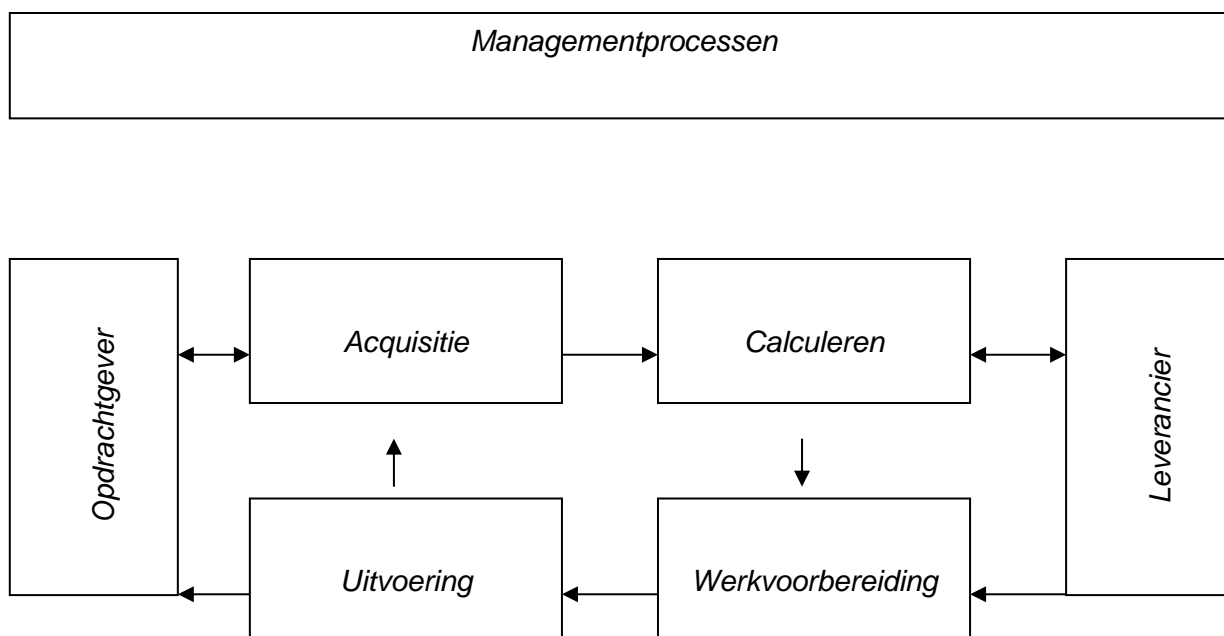 Managementprocessen
Opdrachtgever
Acquisitie
Calculeren
Leverancier
Uitvoering
Werkvoorbereiding